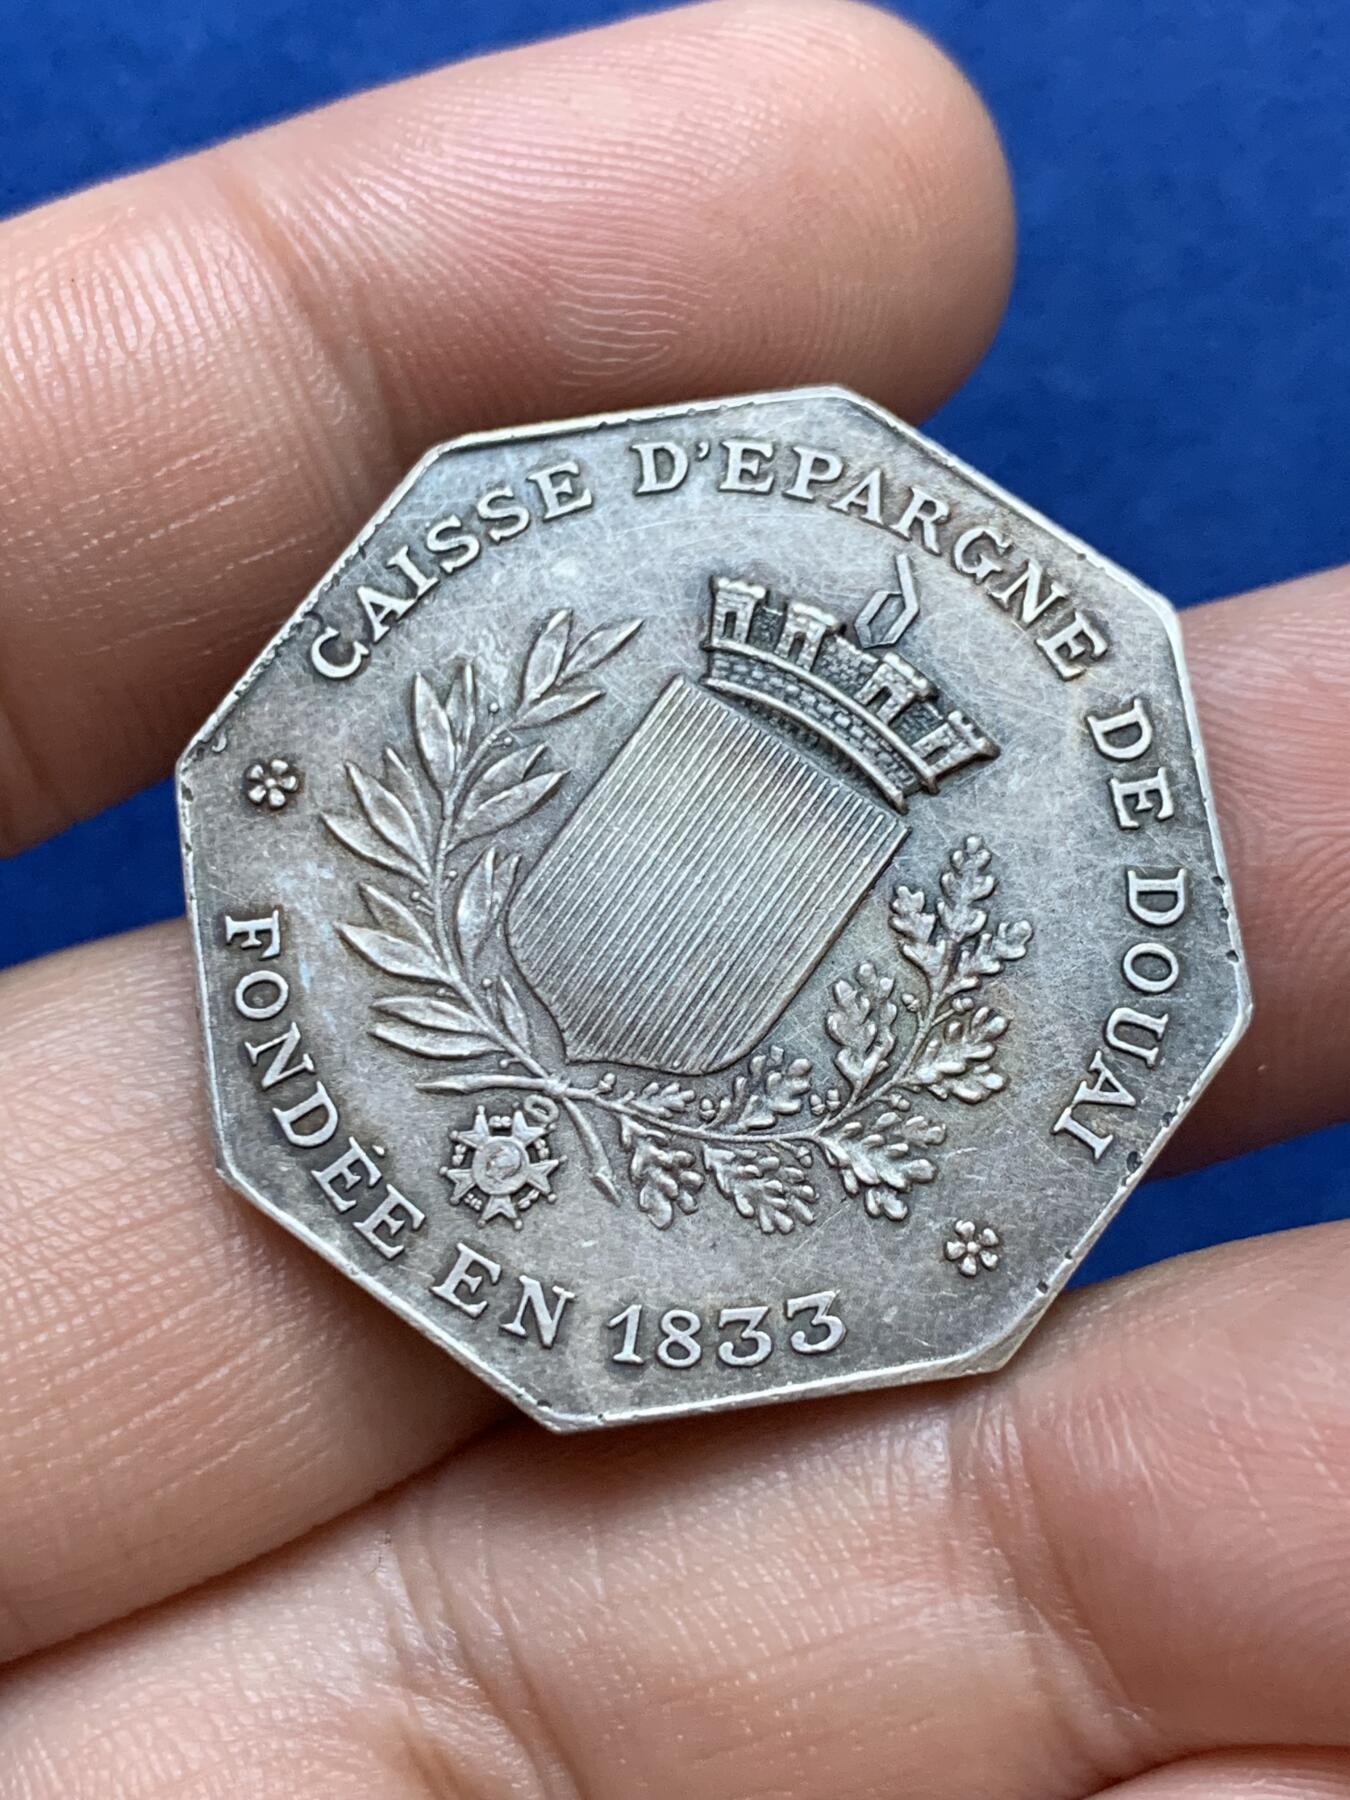 CAISSE D'EPARGNE DE DOUAI
FONDÉE EN 1833